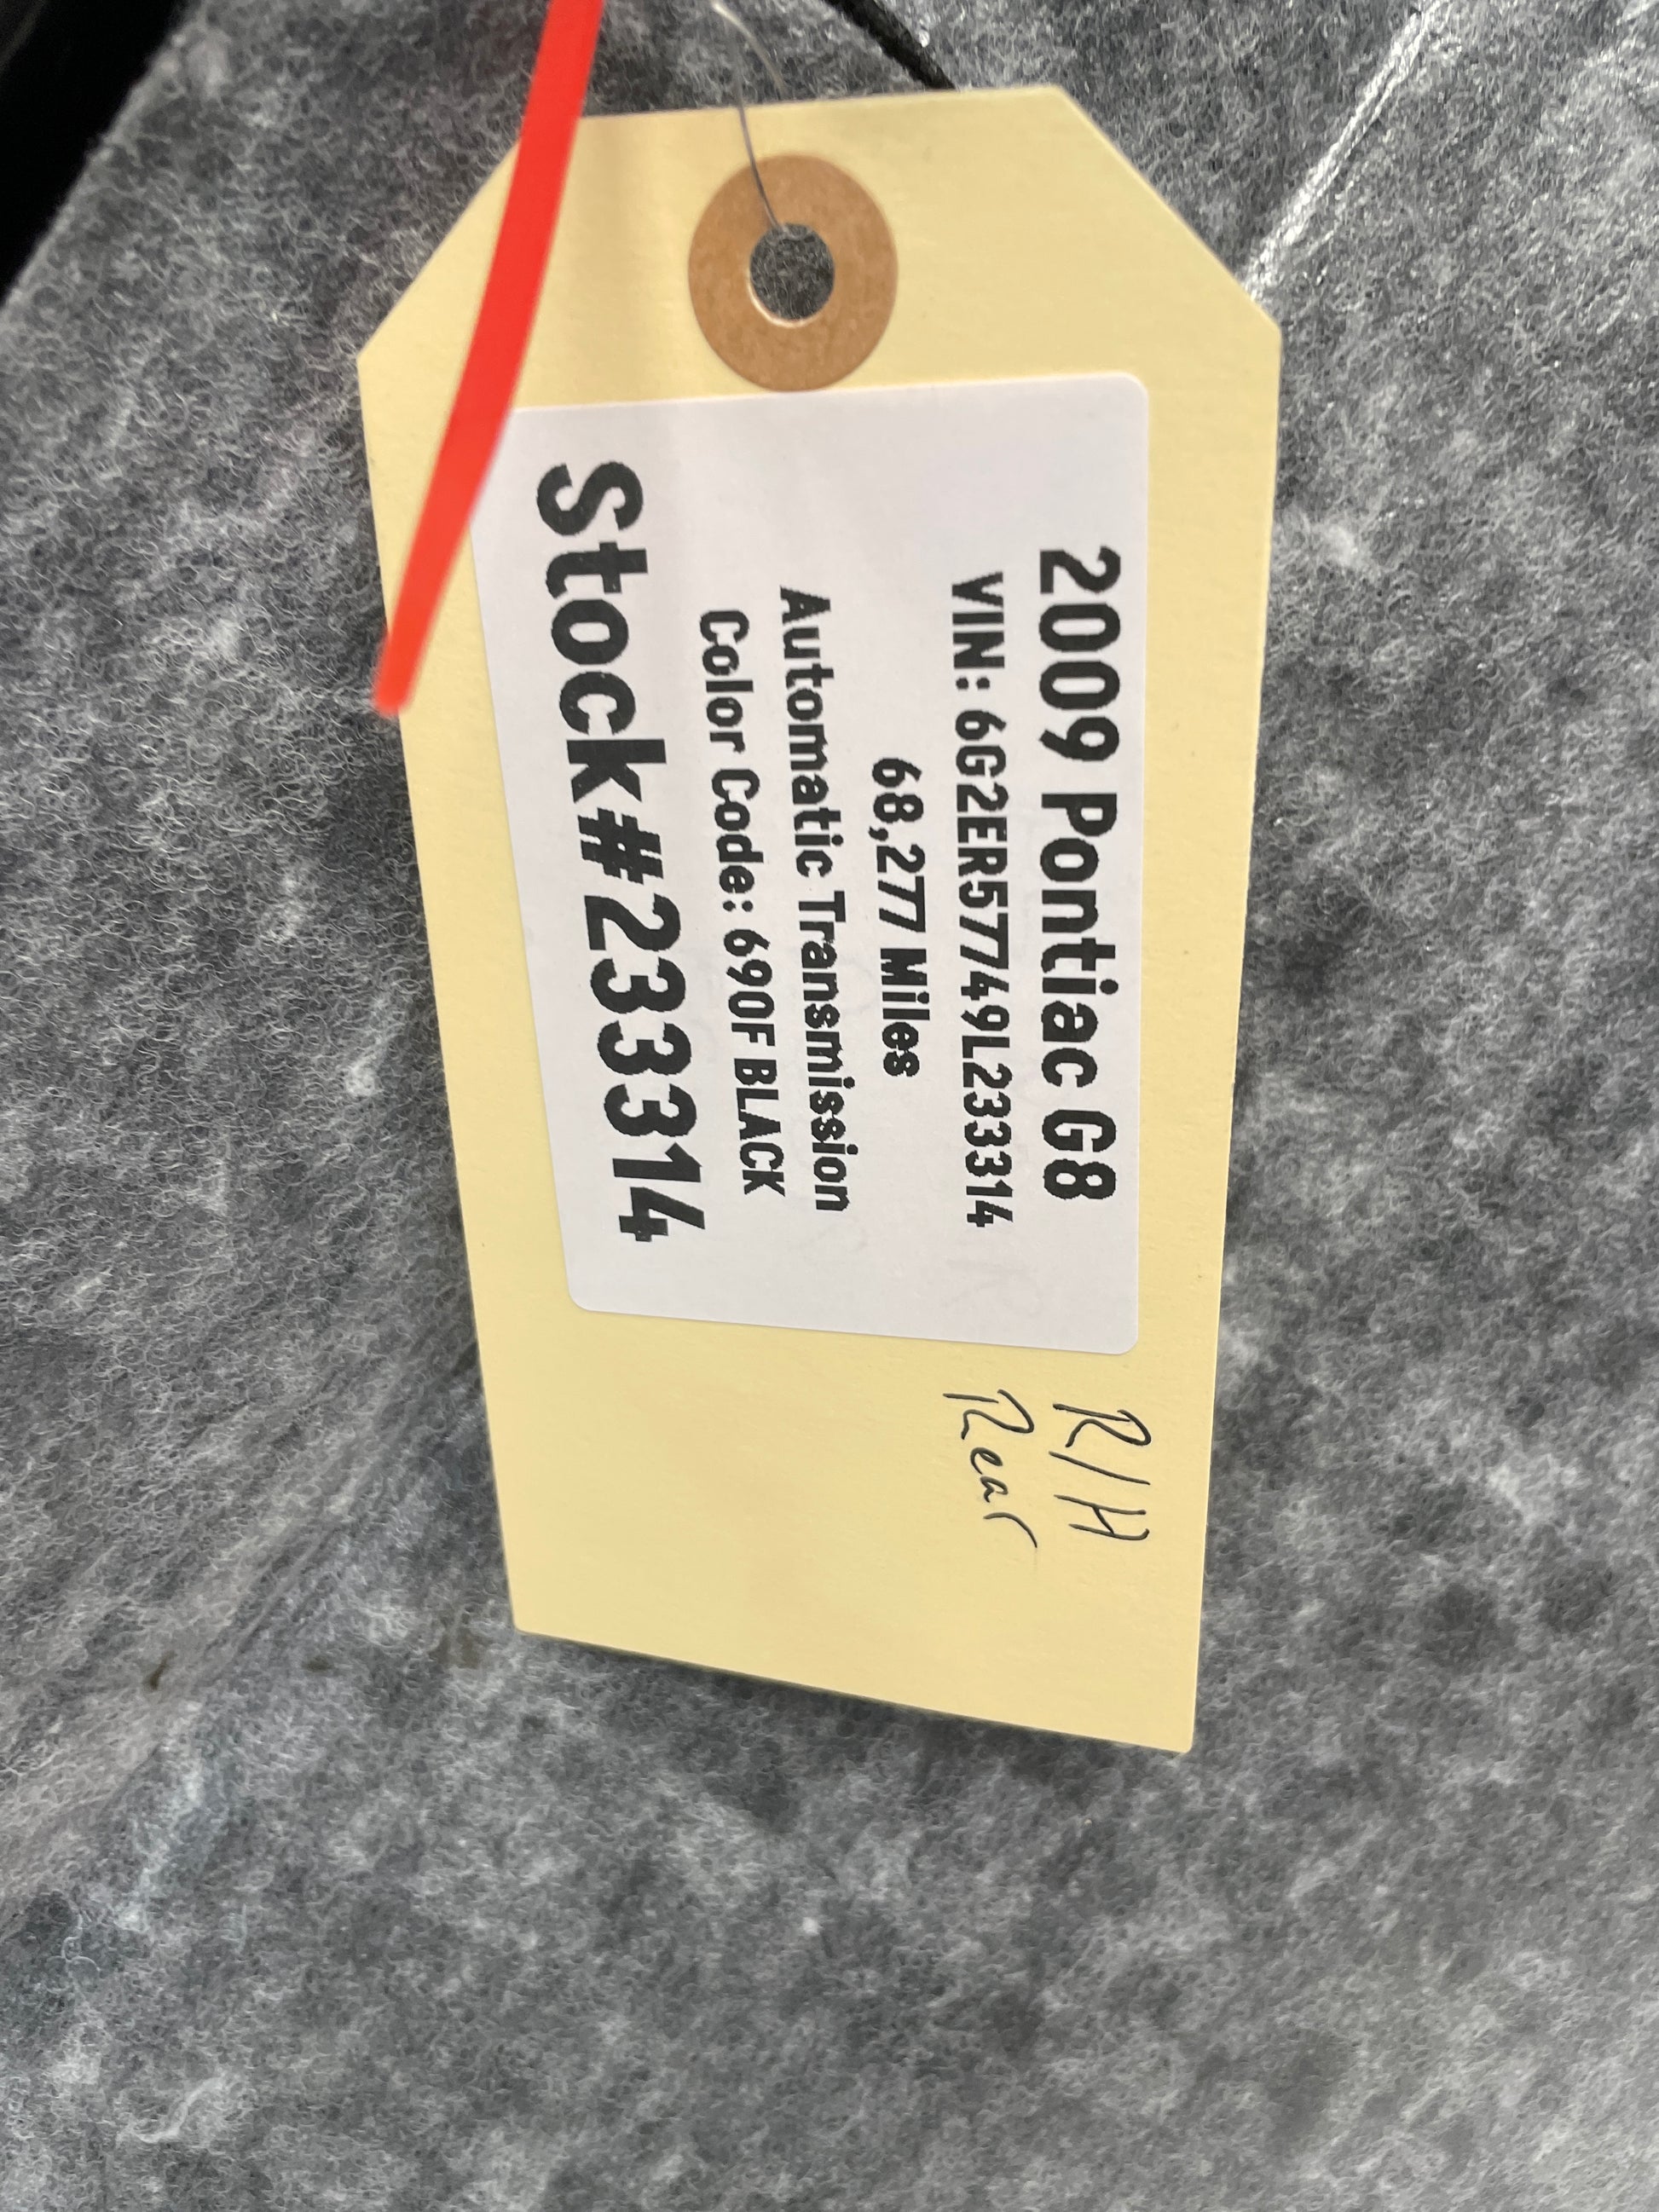 2009 Pontiac G8
VIN: 6G2ER57749L233314
68,277 Miles
Automatic Transmission
Color Code: 690F BLACK
Stock#233314
R/H
Rear